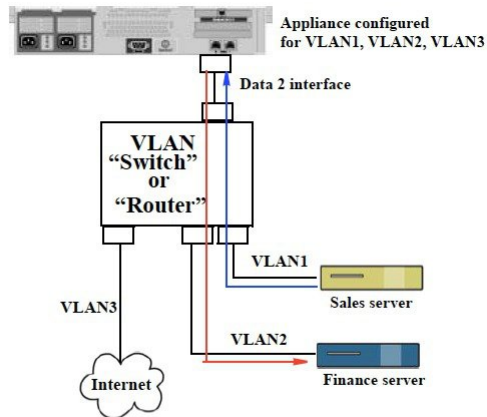 Appliance configured
for VLAN1, VLAN2, VLAN3
Data 2 interface
VLAN
“Switch”
or
“Router”
VLAN1
Sales server
VLAN3
VLAN2
Internet
Finance server